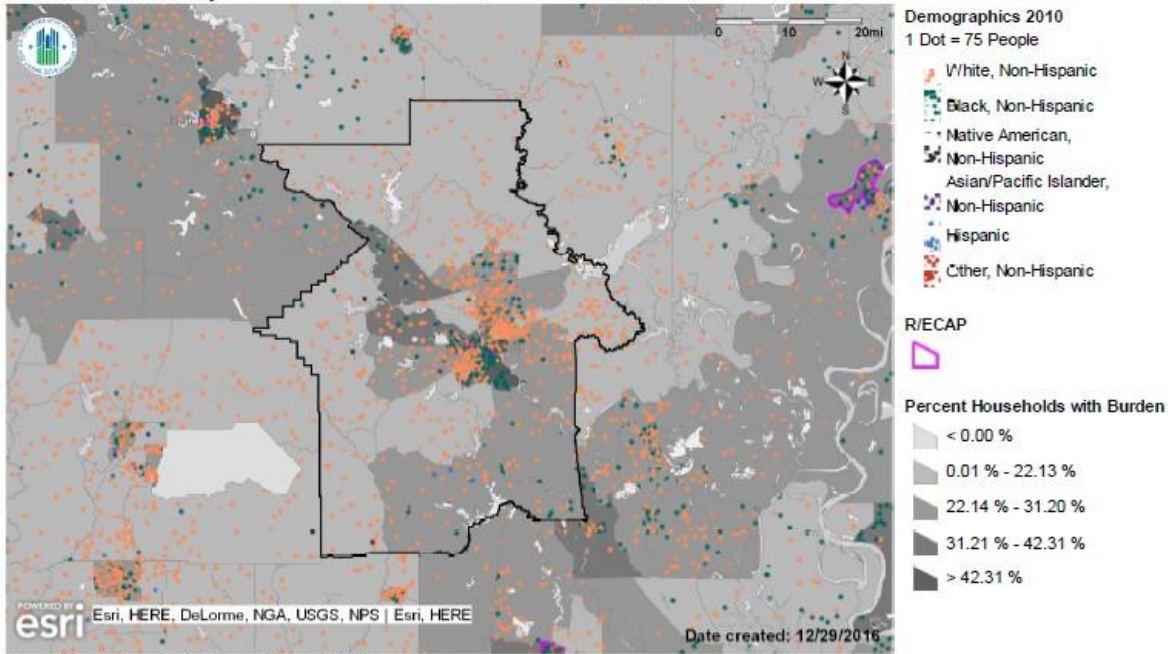 0 10 20mi
N
W E
S
Demographics 2010
1 Dot = 75 People
White, Non-Hispanic
Black, Non-Hispanic
Native American,
Non-Hispanic
Asian/Pacific Islander,
Non-Hispanic
Hispanic
Other, Non-Hispanic
R/ECAP
Percent Households with Burden
< 0.00 %
0.01 % - 22.13 %
22.14 % - 31.20 %
31.21 % - 42.31 %
> 42.31 %
POWERED BY
esri
Esri, HERE, DeLorme, NGA, USGS, NPS | Esri, HERE
Date created: 12/29/2016